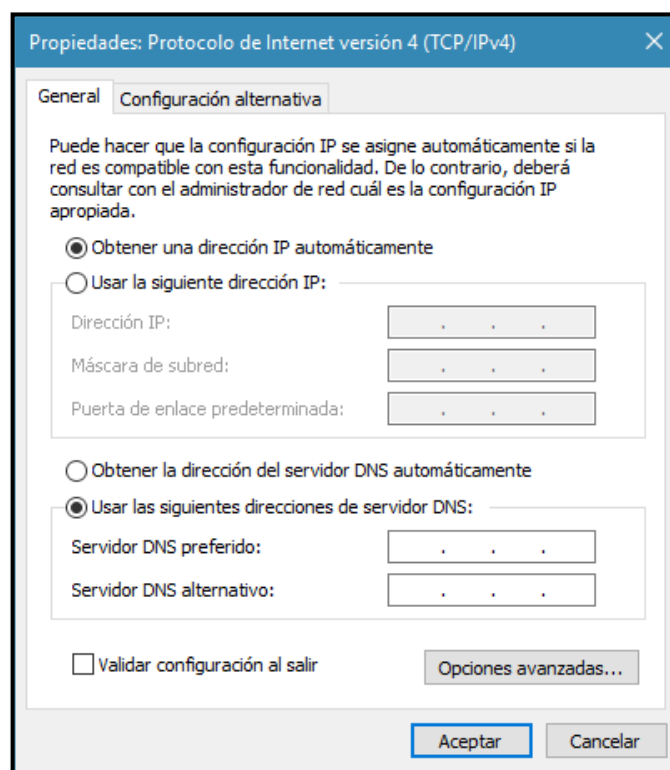 Propiedades: Protocolo de Internet versión 4 (TCP/IPv4)
General
Configuración alternativa
Puede hacer que la configuración IP se asigne automáticamente si la
red es compatible con esta funcionalidad. De lo contrario, deberá
consultar con el administrador de red cuál es la configuración IP
apropiada.
Obtener una dirección IP automáticamente
Usar la siguiente dirección IP:
Dirección IP:
Máscara de subred:
Puerta de enlace predeterminada:
Obtener la dirección del servidor DNS automáticamente
Usar las siguientes direcciones de servidor DNS:
Servidor DNS preferido:
Servidor DNS alternativo:
Validar configuración al salir
Opciones avanzadas...
Aceptar
Cancelar